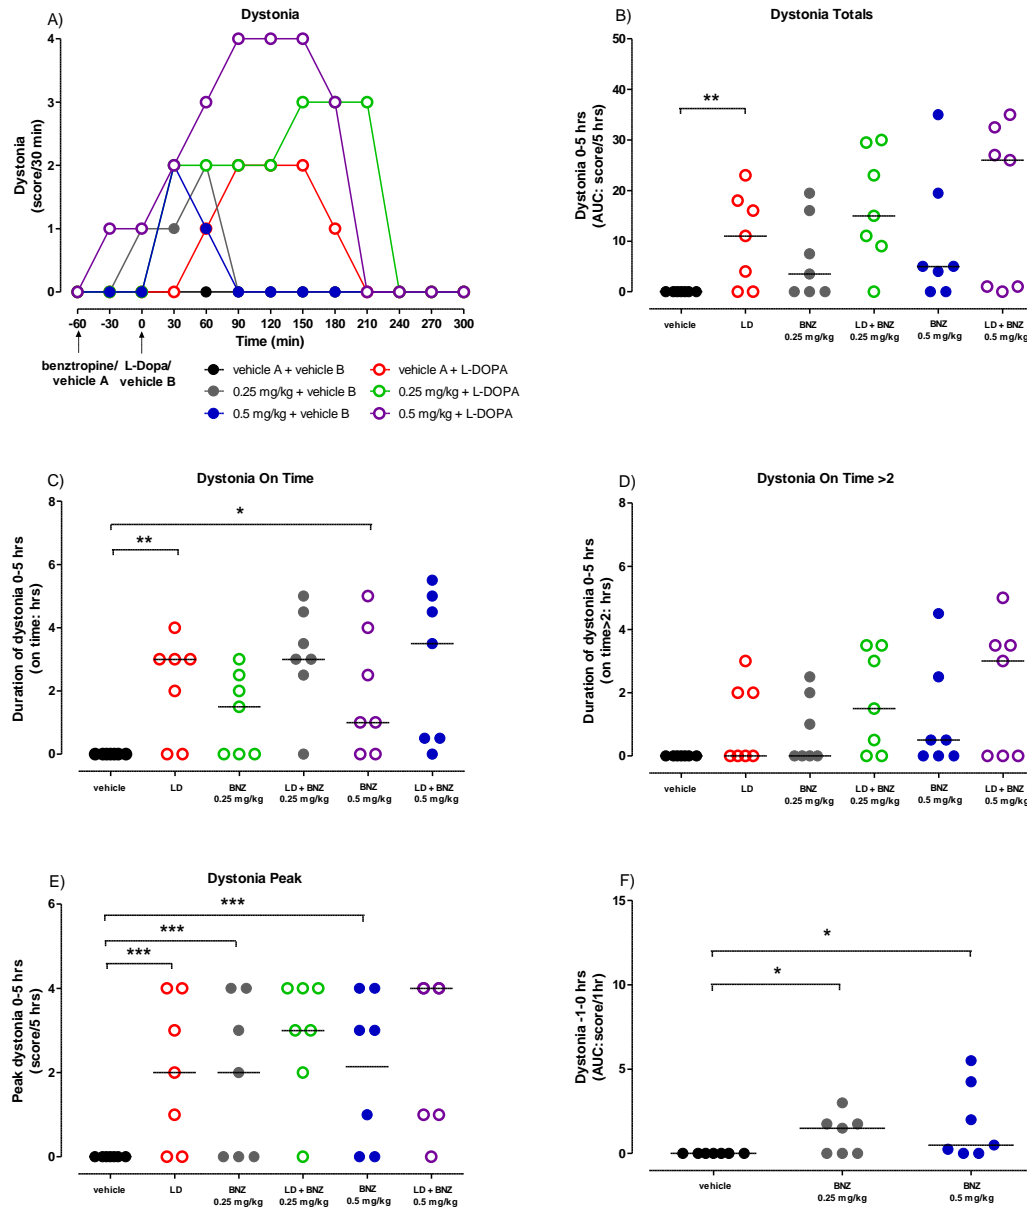 A)
Dystonia
Dystonia
(score/30 min)
4
3
2
1
0
-60 -30 0 30 60 90 120 150 180 210 240 270 300
Time (min)
benztropine/
vehicle A
L-Dopa/
vehicle B
vehicle A + vehicle B
0.25 mg/kg + vehicle B
0.5 mg/kg + vehicle B
vehicle A + L-DOPA
0.25 mg/kg + L-DOPA
0.5 mg/kg + L-DOPA
B)
Dystonia Totals
Dystonia 0-5 hrs
(AUC: score/5 hrs)
50
40
30
20
10
0
**
vehicle LD BNZ LD + BNZ BNZ LD + BNZ
0.25 mg/kg 0.25 mg/kg 0.5 mg/kg 0.5 mg/kg
C)
Dystonia On Time
Duration of dystonia 0-5 hrs
(on time: hrs)
8
6
4
2
0
*
**
vehicle LD BNZ LD + BNZ BNZ LD + BNZ
0.25 mg/kg 0.25 mg/kg 0.5 mg/kg 0.5 mg/kg
D)
Dystonia On Time >2
Duration of dystonia 0-5 hrs
(on time>2: hrs)
8
6
4
2
0
vehicle LD BNZ LD + BNZ BNZ LD + BNZ
0.25 mg/kg 0.25 mg/kg 0.5 mg/kg 0.5 mg/kg
E)
Dystonia Peak
Peak dystonia 0-5 hrs
(score/5 hrs)
6
4
2
0
***
***
***
vehicle LD BNZ LD + BNZ BNZ LD + BNZ
0.25 mg/kg 0.25 mg/kg 0.5 mg/kg 0.5 mg/kg
F)
Dystonia -1-0 hrs
(AUC:score/1hr)
15
10
5
0
*
*
vehicle BNZ BNZ
0.25 mg/kg 0.5 mg/kg